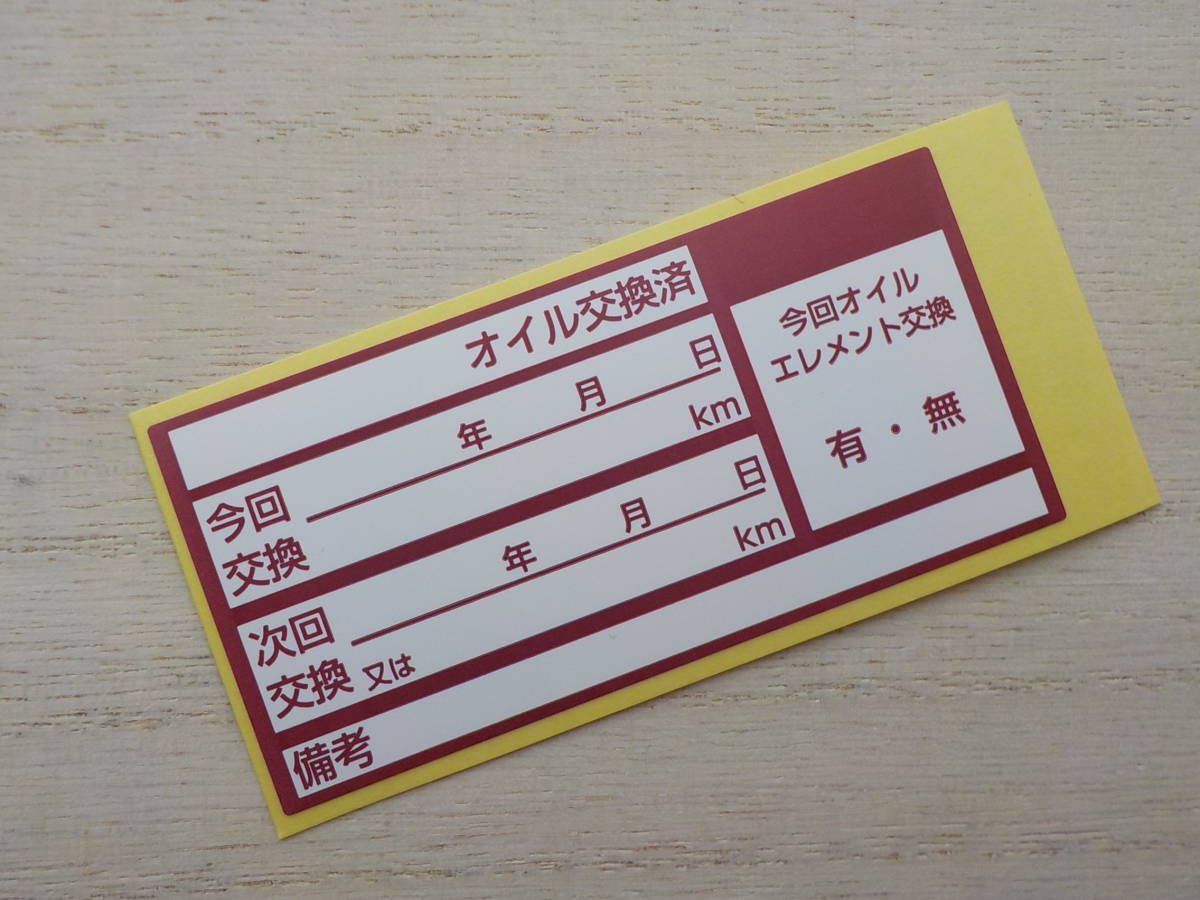 オイル交換済
今回
交換
年 月 日
km
次回
交換
年 月 日
又は km
備考
今回オイル
エレメント交換
有・無